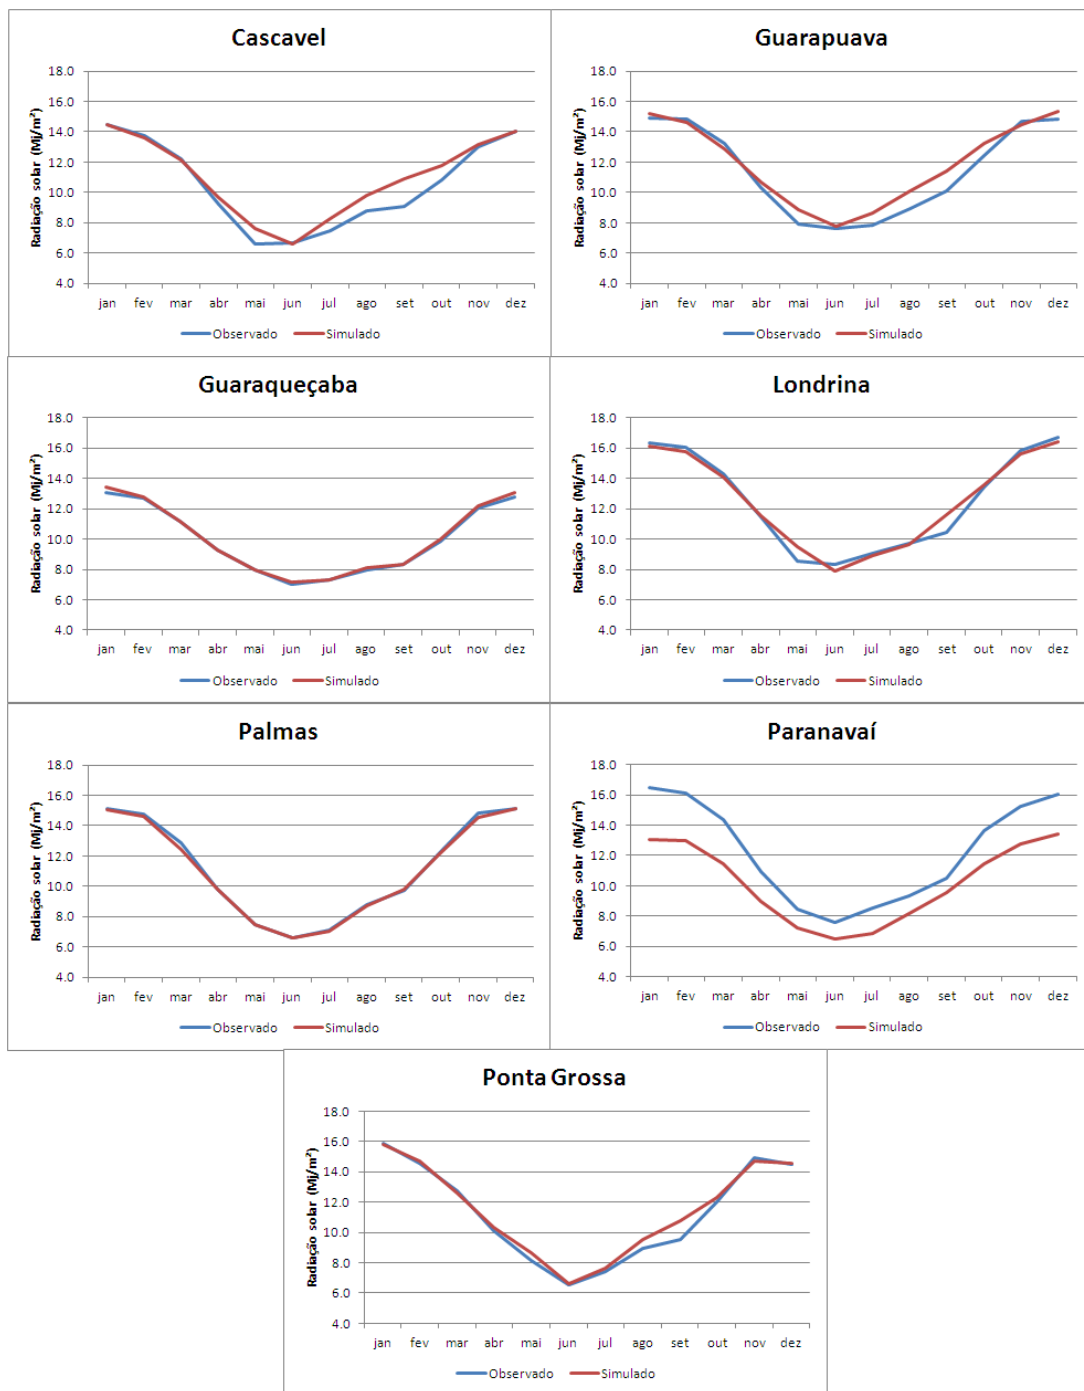 Cascavel
Radiação solar (Mj/m²)
18.0
16.0
14.0
12.0
10.0
8.0
6.0
4.0
jan fev mar abr mai jun jul ago set out nov dez
Observado Simulado
Guarapuava
Radiação solar (Mj/m²)
18.0
16.0
14.0
12.0
10.0
8.0
6.0
4.0
jan fev mar abr mai jun jul ago set out nov dez
Observado Simulado
Guaraqueçaba
Radiação solar (Mj/m²)
18.0
16.0
14.0
12.0
10.0
8.0
6.0
4.0
jan fev mar abr mai jun jul ago set out nov dez
Observado Simulado
Londrina
Radiação solar (Mj/m²)
18.0
16.0
14.0
12.0
10.0
8.0
6.0
4.0
jan fev mar abr mai jun jul ago set out nov dez
Observado Simulado
Palmas
Radiação solar (Mj/m²)
18.0
16.0
14.0
12.0
10.0
8.0
6.0
4.0
jan fev mar abr mai jun jul ago set out nov dez
Observado Simulado
Paranavaí
Radiação solar (Mj/m²)
18.0
16.0
14.0
12.0
10.0
8.0
6.0
4.0
jan fev mar abr mai jun jul ago set out nov dez
Observado Simulado
Ponta Grossa
Radiação solar (Mj/m²)
18.0
16.0
14.0
12.0
10.0
8.0
6.0
4.0
jan fev mar abr mai jun jul ago set out nov dez
Observado Simulado